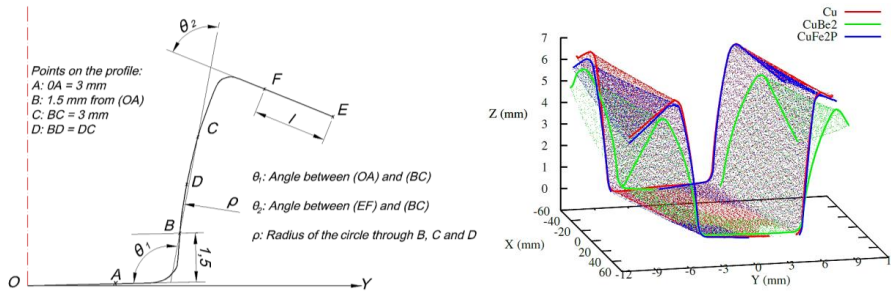 θ2
Points on the profile:
A: 0A = 3 mm
B: 1.5 mm from (OA)
C: BC = 3 mm
D: BD = DC
F
E
l
C
D
ρ
B
θ1
1,5
A
O
Y
θ1: Angle between (OA) and (BC)
θ2: Angle between (EF) and (BC)
ρ: Radius of the circle through B, C and D
Cu
CuBe2
CuFe2P
7
6
5
4
3
2
1
0
Z (mm)
-60
-40
-20
0
20
40
60
X (mm)
-12
-9
-6
-3
0
3
6
9
1
Y (mm)